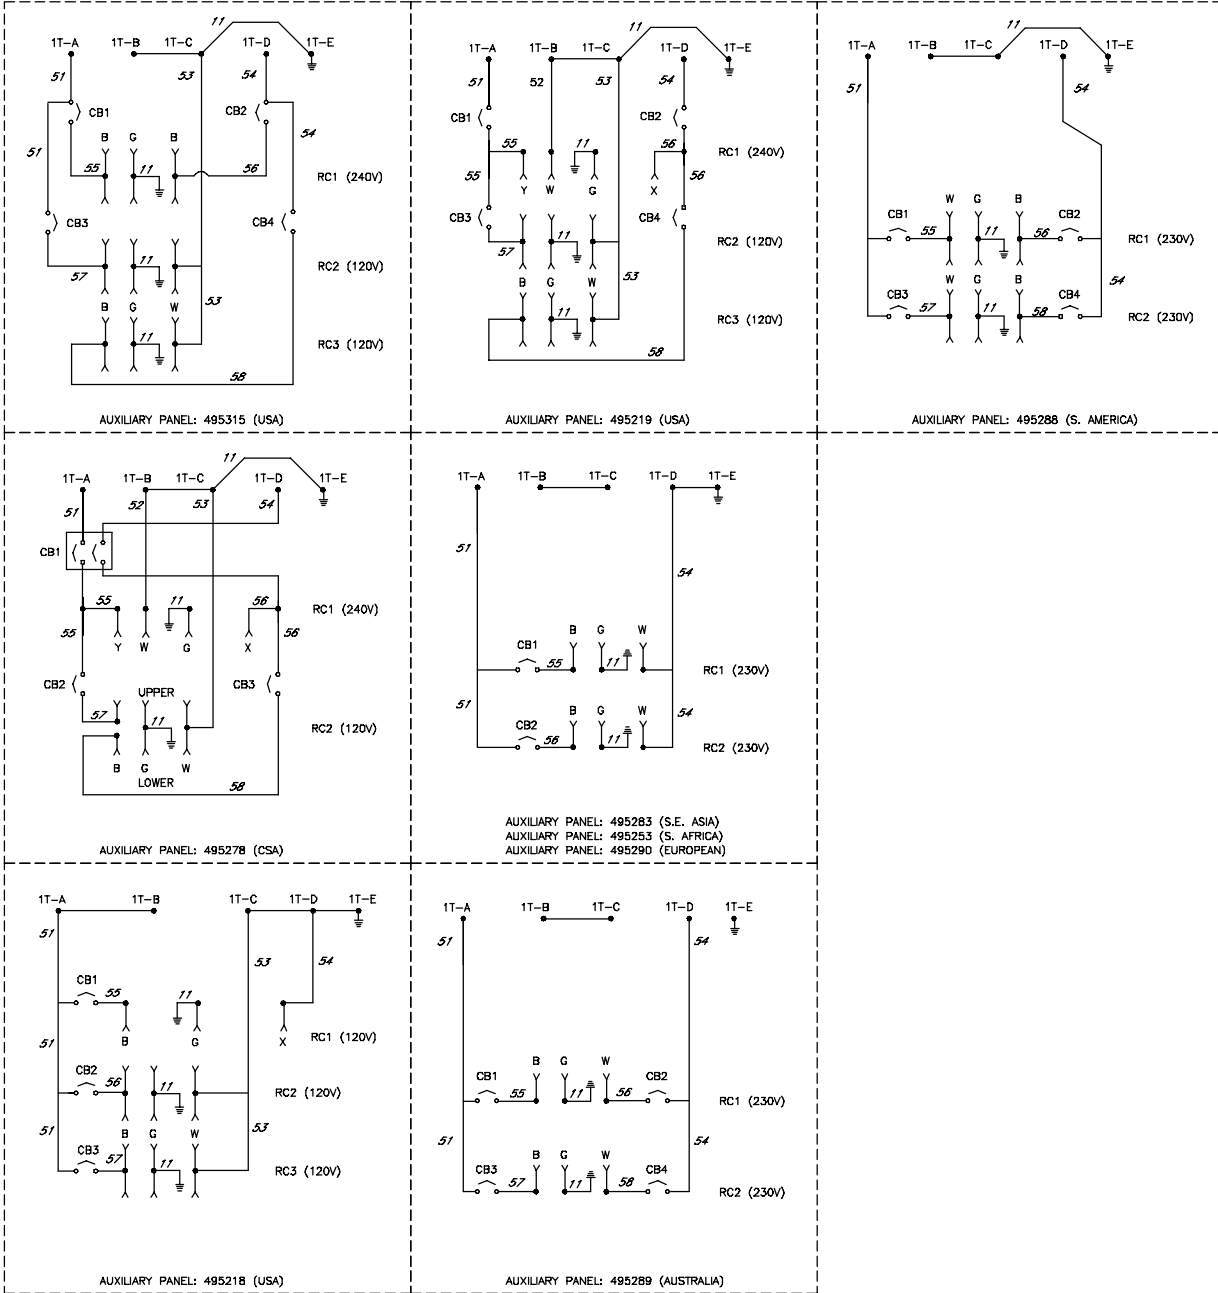 11
1T-A 1T-B 1T-C 1T-D 1T-E
51 53 54
CB1 CB2
54
B G B
51
55 11 56
RC1 (240V)
CB3 CB4
57 11
RC2 (120V)
53
B G W
11
RC3 (120V)
58
AUXILIARY PANEL: 495315 (USA)
11
1T-A 1T-B 1T-C 1T-D 1T-E
51 52 53 54
CB1 CB2
55 11 56
RC1 (240V)
55 56
Y W G X
CB3 CB4
57 11
RC2 (120V)
53
B G W
11
RC3 (120V)
58
AUXILIARY PANEL: 495219 (USA)
11
1T-A 1T-B 1T-C 1T-D 1T-E
51 54
W G B
CB1 CB2
55 11 56
RC1 (230V)
W G B
54
CB3 CB4
57 11 58
RC2 (230V)
AUXILIARY PANEL: 495288 (S. AMERICA)
11
1T-A 1T-B 1T-C 1T-D 1T-E
51 52 53 54
CB1
55 11 56
RC1 (240V)
55 56
Y W G X
CB2 CB3
UPPER
57 11
RC2 (120V)
B G W
LOWER
58
AUXILIARY PANEL: 495278 (CSA)
1T-A 1T-B 1T-C 1T-D 1T-E
51
54
B G W
CB1
55 11
RC1 (230V)
51 54
B G W
CB2
56 11
RC2 (230V)
AUXILIARY PANEL: 495283 (S.E. ASIA)
AUXILIARY PANEL: 495253 (S. AFRICA)
AUXILIARY PANEL: 495290 (EUROPEAN)
1T-A 1T-B 1T-C 1T-D 1T-E
51
53 54
CB1
55 11
51
B G X
RC1 (120V)
CB2
56 11
RC2 (120V)
51 53
B G W
CB3
57 11
RC3 (120V)
AUXILIARY PANEL: 495218 (USA)
1T-A 1T-B 1T-C 1T-D 1T-E
51 54
B G W
CB1 CB2
55 11 56
RC1 (230V)
51 54
B G W
CB3 CB4
57 11 58
RC2 (230V)
AUXILIARY PANEL: 495289 (AUSTRALIA)